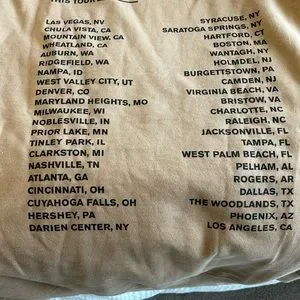 THIS TOUR
LAS VEGAS, NV
CHULA VISTA, CA
MOUNTAIN VIEW, CA
WHEATLAND, CA
AUBURN, WA
RIDGEFIELD, WA
NAMPA, ID
WEST VALLEY CITY, UT
DENVER, CO
MARYLAND HEIGHTS, MO
MILWAUKEE, WI
NOBLESVILLE, IN
PRIOR LAKE, MN
TINLEY PARK, IL
CLARKSTON, MI
NASHVILLE, TN
ATLANTA, GA
CINCINNATI, OH
CUYAHOGA FALLS, OH
HERSHEY, PA
DARIEN CENTER, NY
SYRACUSE, NY
SARATOGA SPRINGS, NY
HARTFORD, CT
BOSTON, MA
WANTAGH, NY
HOLMDEL, NJ
BURGETTSTOWN, PA
CAMDEN, NJ
VIRGINIA BEACH, VA
BRISTOW, VA
CHARLOTTE, NC
RALEIGH, NC
JACKSONVILLE, FL
TAMPA, FL
WEST PALM BEACH, FL
PELHAM, AL
ROGERS, AR
DALLAS, TX
THE WOODLANDS, TX
PHOENIX, AZ
LOS ANGELES, CA